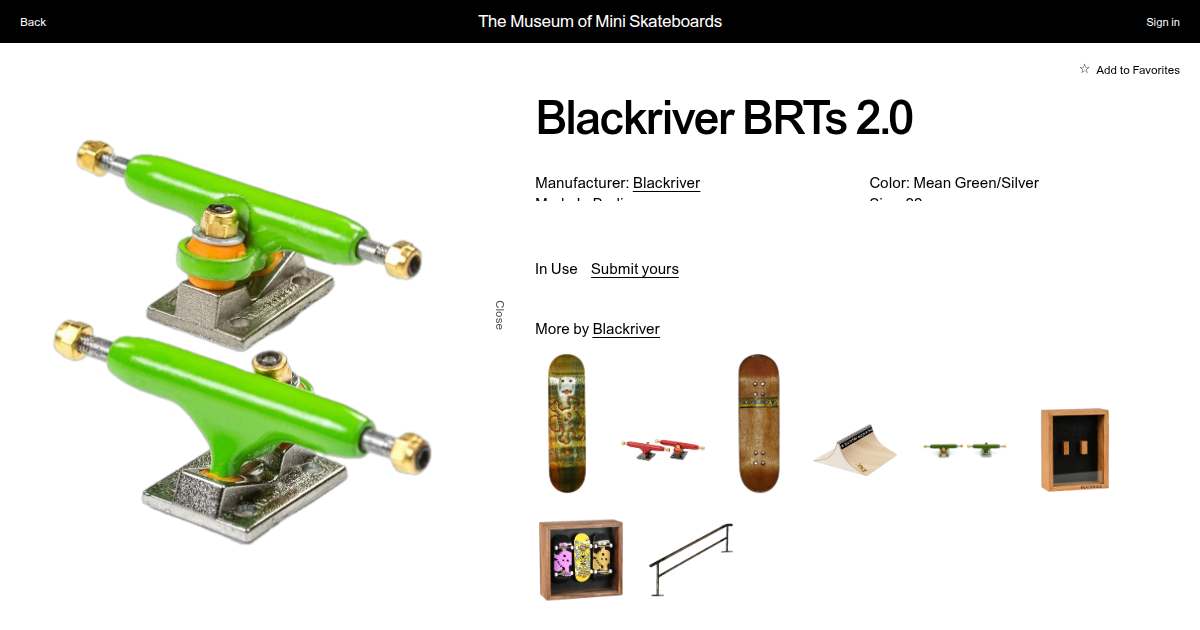 Back
The Museum of Mini Skateboards
Sign in
☆ Add to Favorites
Blackriver BRTs 2.0
Manufacturer: Blackriver
Color: Mean Green/Silver
In Use Submit yours
Close
More by Blackriver